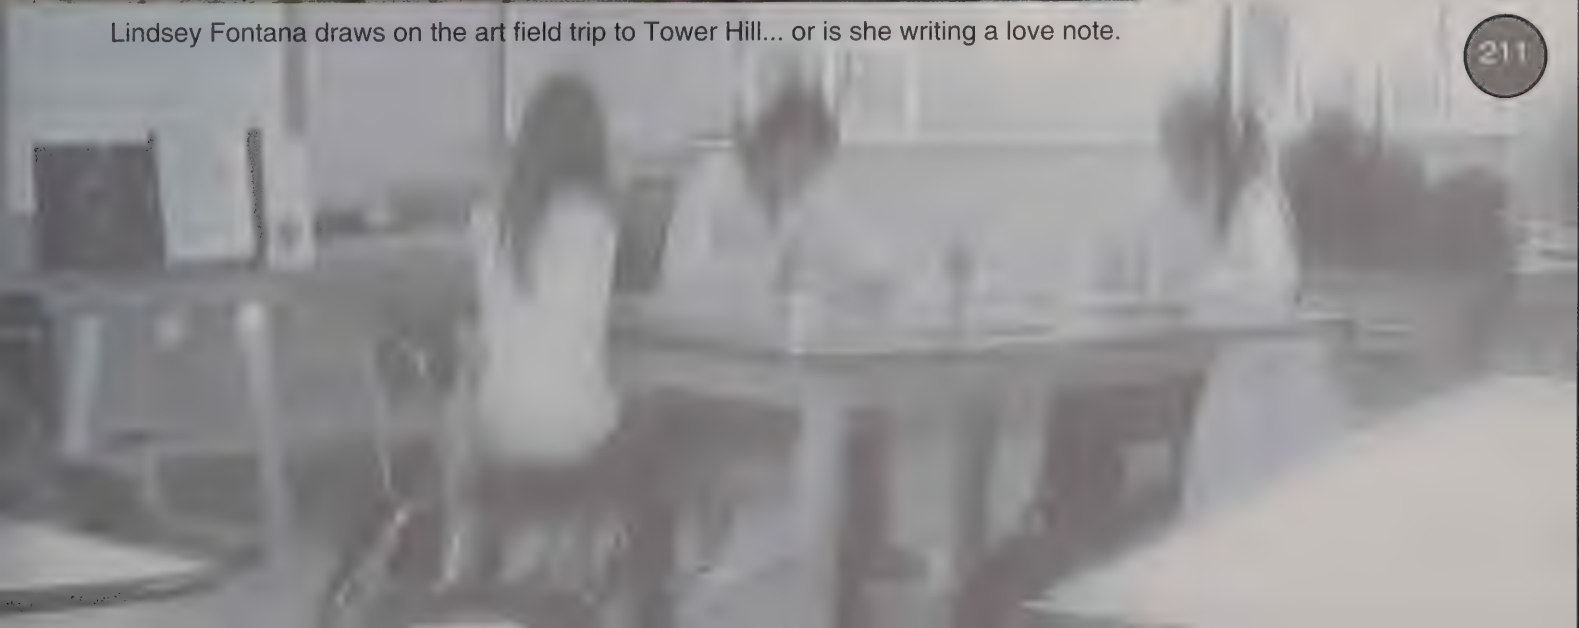 Lindsey Fontana draws on the art field trip to Tower Hill... or is she writing a love note.
211